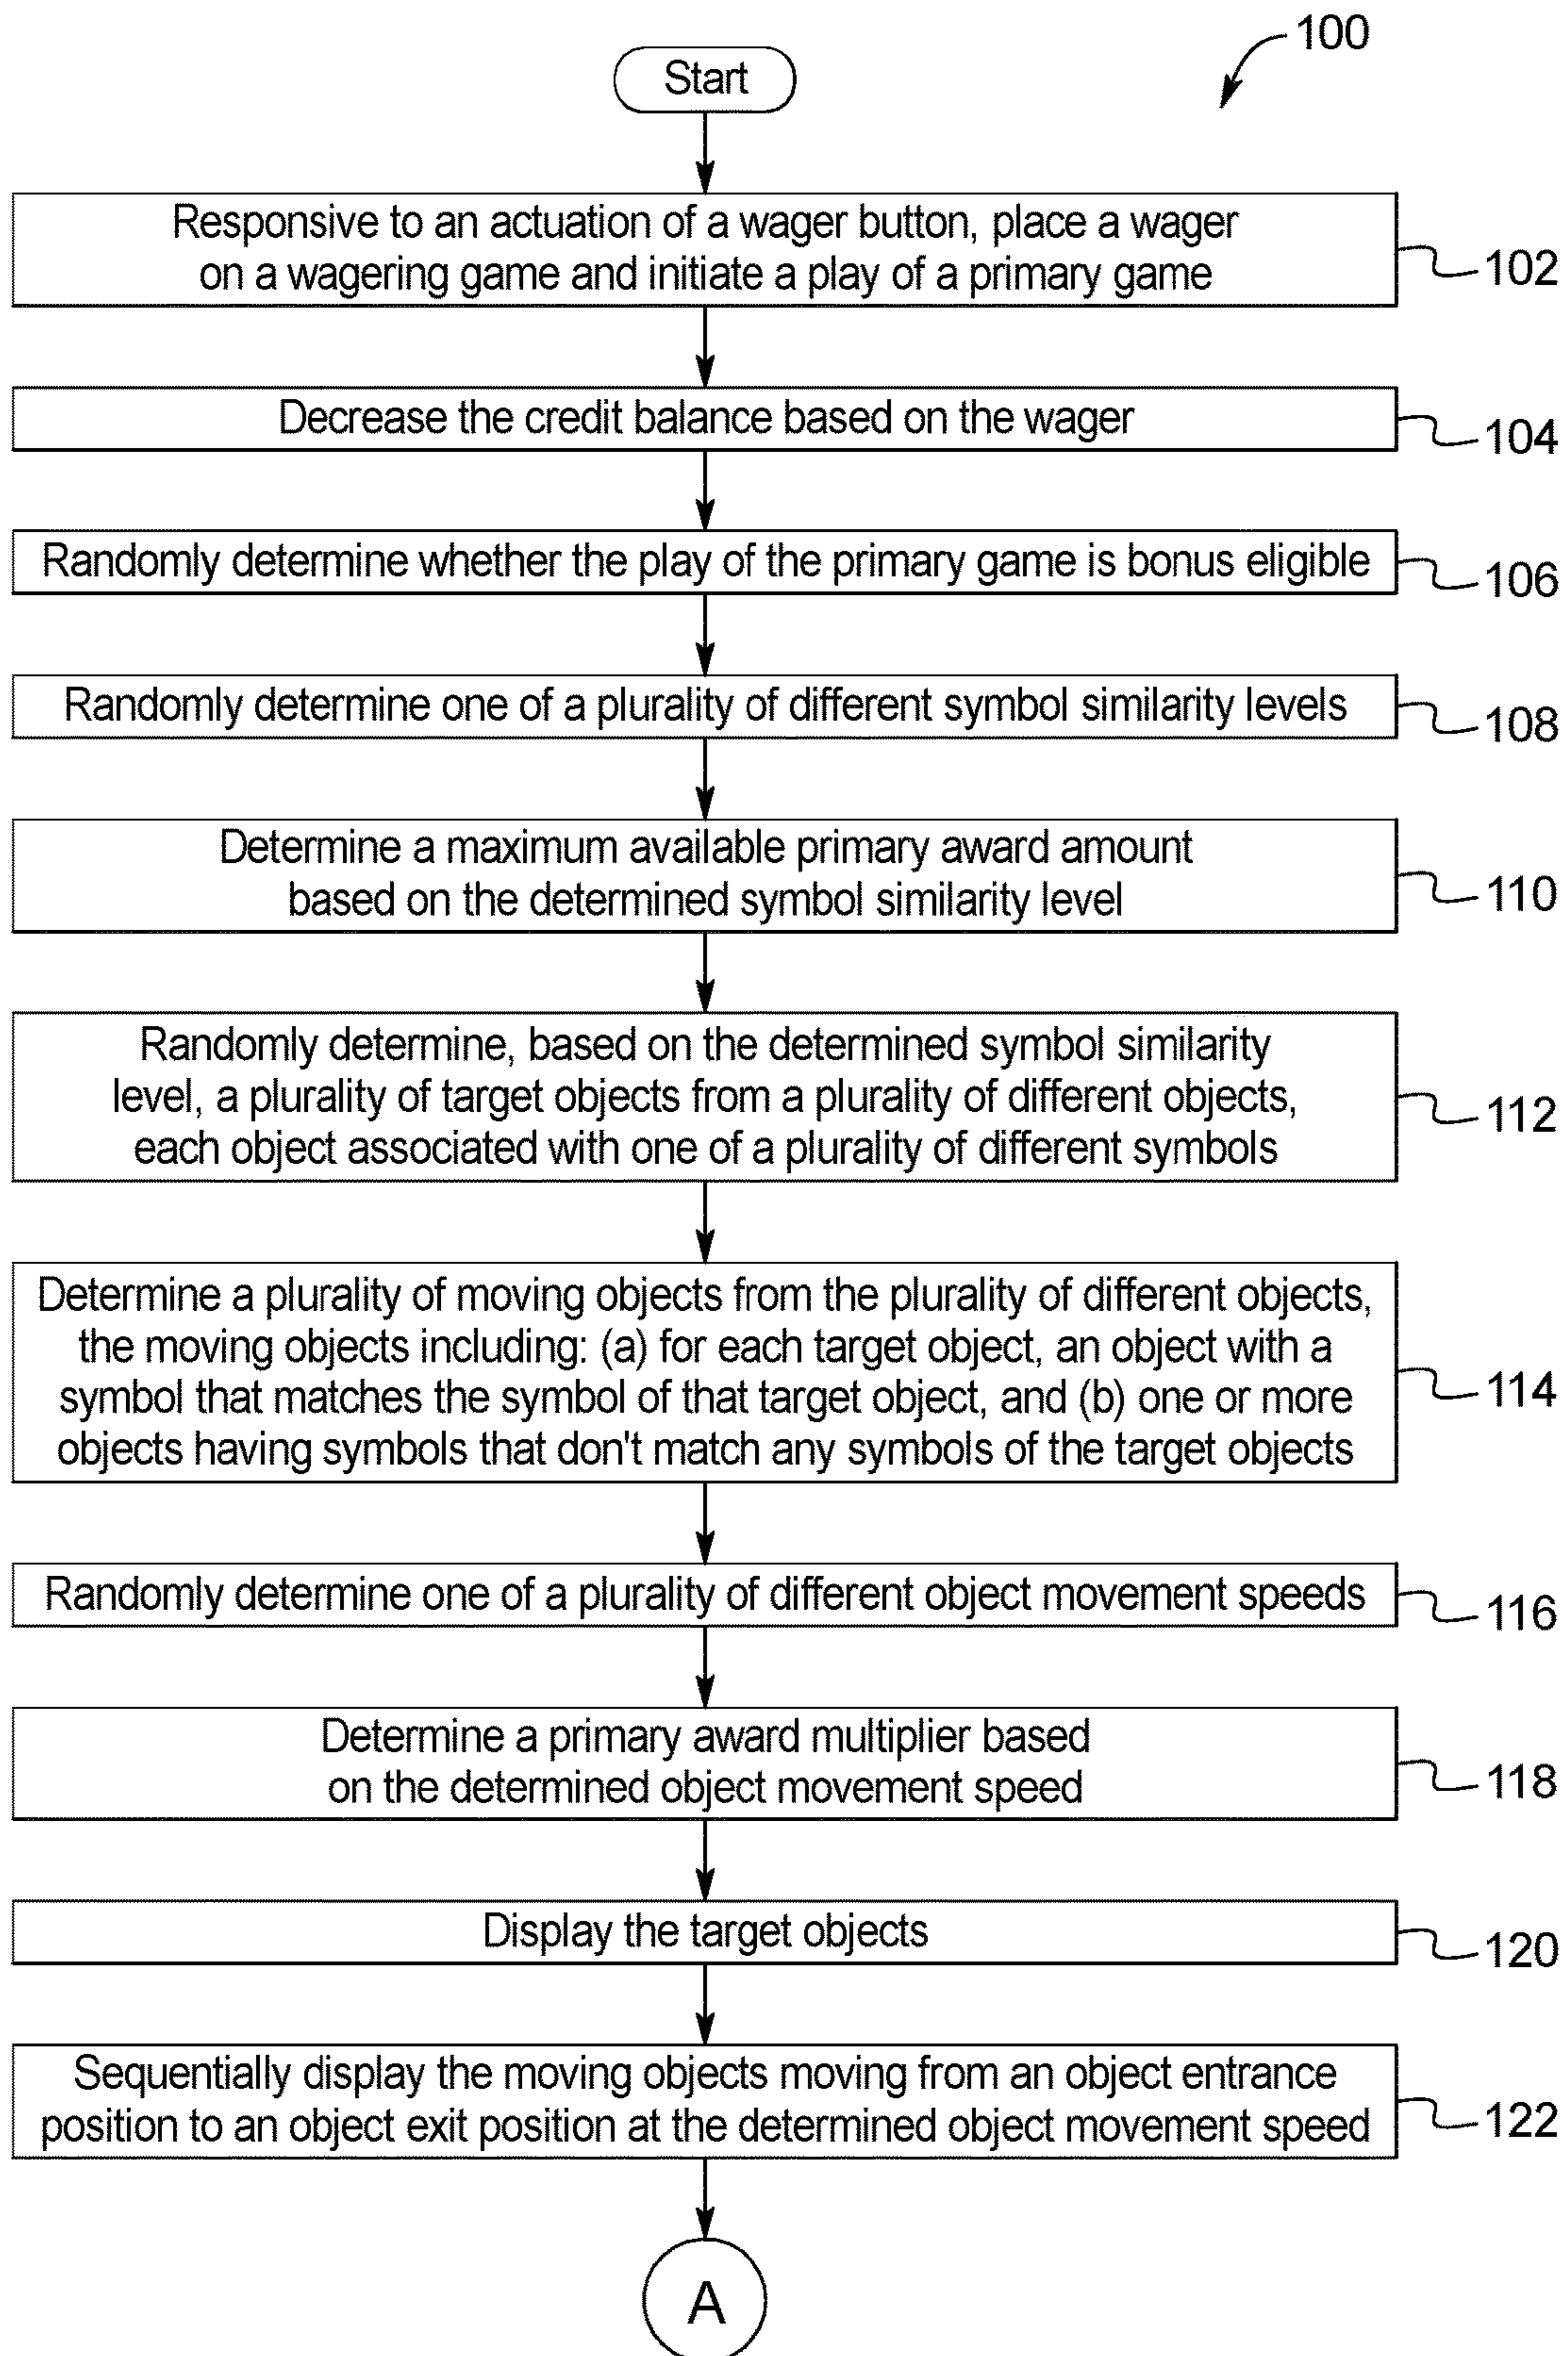 100
Start
Responsive to an actuation of a wager button, place a wager
on a wagering game and initiate a play of a primary game
102
Decrease the credit balance based on the wager
104
Randomly determine whether the play of the primary game is bonus eligible
106
Randomly determine one of a plurality of different symbol similarity levels
108
Determine a maximum available primary award amount
based on the determined symbol similarity level
110
Randomly determine, based on the determined symbol similarity
level, a plurality of target objects from a plurality of different objects,
each object associated with one of a plurality of different symbols
112
Determine a plurality of moving objects from the plurality of different objects,
the moving objects including: (a) for each target object, an object with a
symbol that matches the symbol of that target object, and (b) one or more
objects having symbols that don't match any symbols of the target objects
114
Randomly determine one of a plurality of different object movement speeds
116
Determine a primary award multiplier based
on the determined object movement speed
118
Display the target objects
120
Sequentially display the moving objects moving from an object entrance
position to an object exit position at the determined object movement speed
122
A